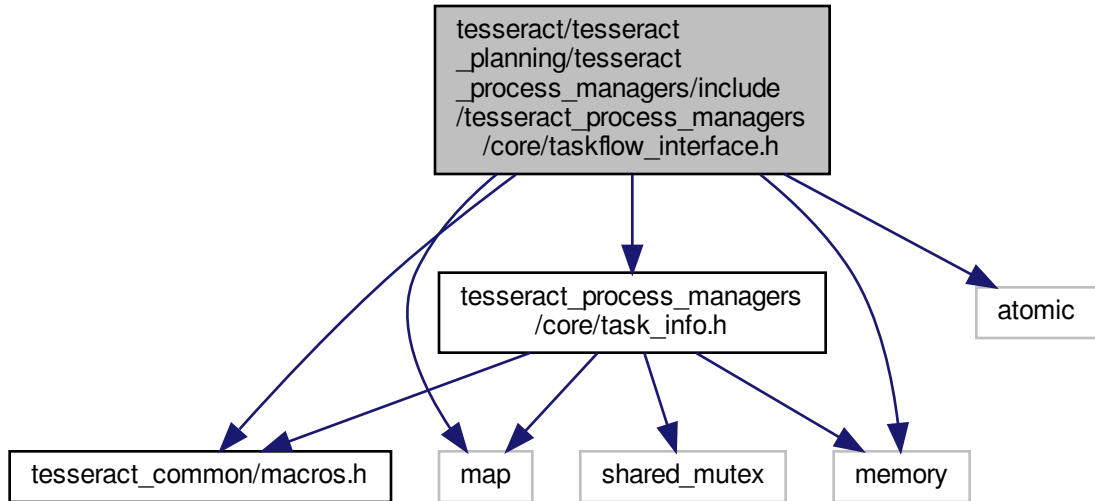 tesseract/tesseract
_planning/tesseract
_process_managers/include
/tesseract_process_managers
/core/taskflow_interface.h
tesseract_process_managers
/core/task_info.h
atomic
tesseract_common/macros.h
map
shared_mutex
memory